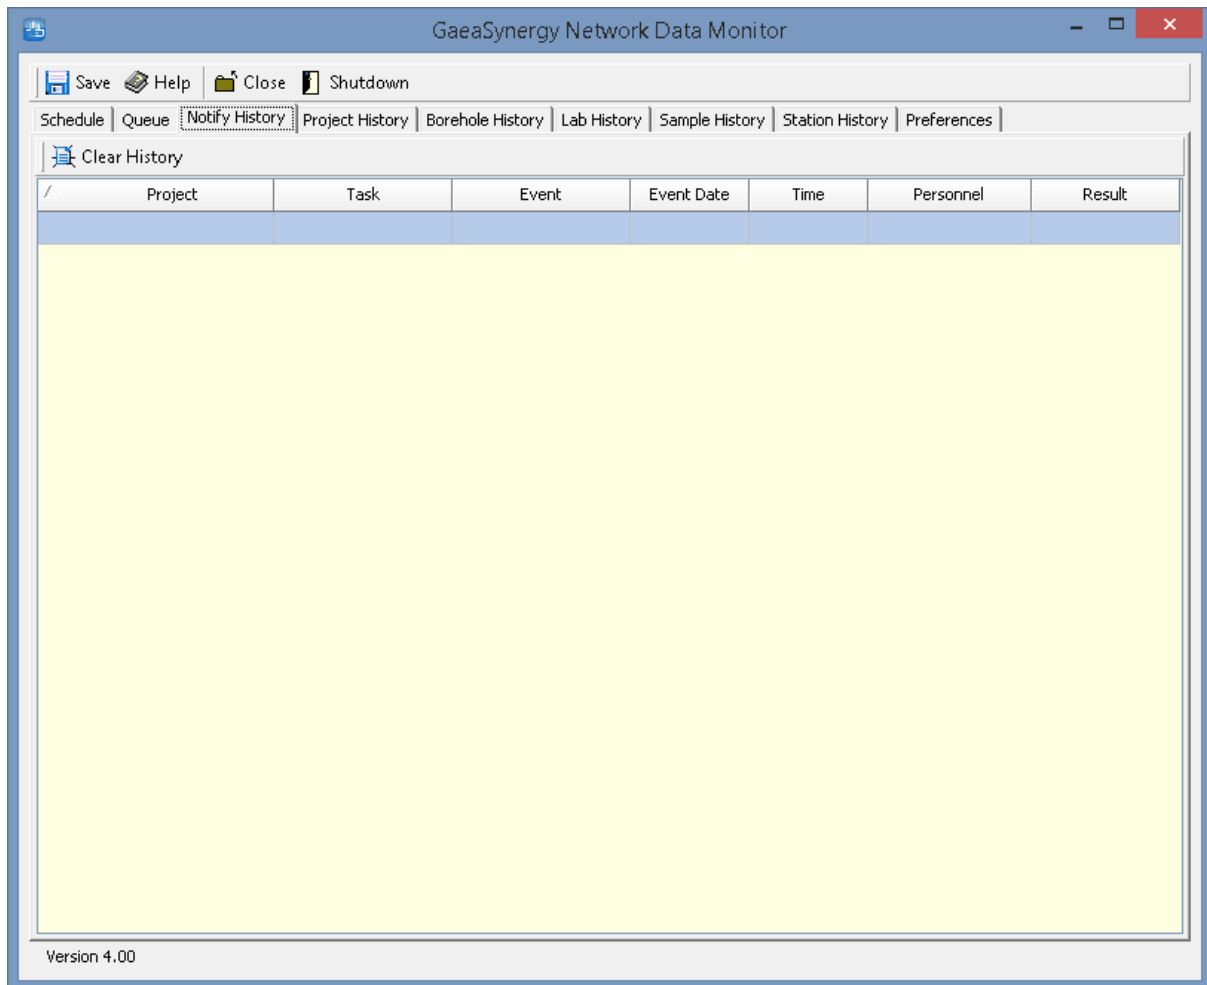 GaeaSynergy Network Data Monitor
Save Help Close Shutdown
Schedule Queue Notify History Project History Borehole History Lab History Sample History Station History Preferences
Clear History
Project Task Event Event Date Time Personnel Result
Version 4.00